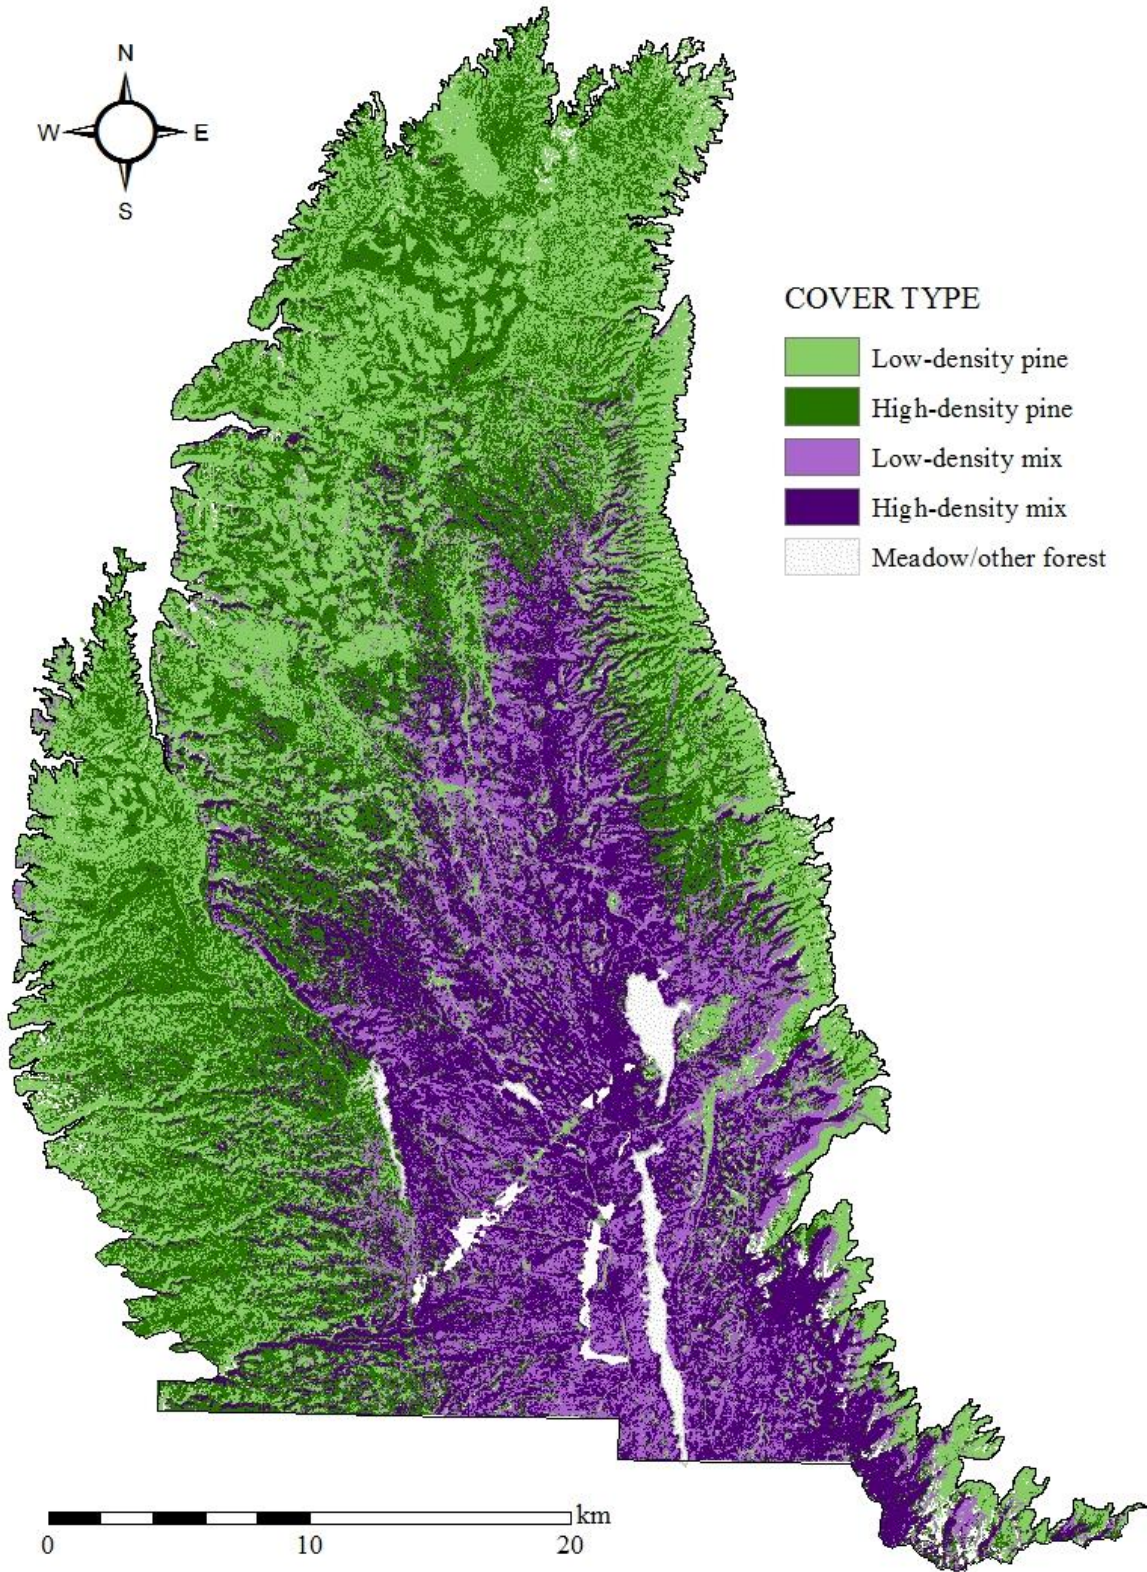 N
W E
S
COVER TYPE
Low-density pine
High-density pine
Low-density mix
High-density mix
Meadow/other forest
km
0 10 20